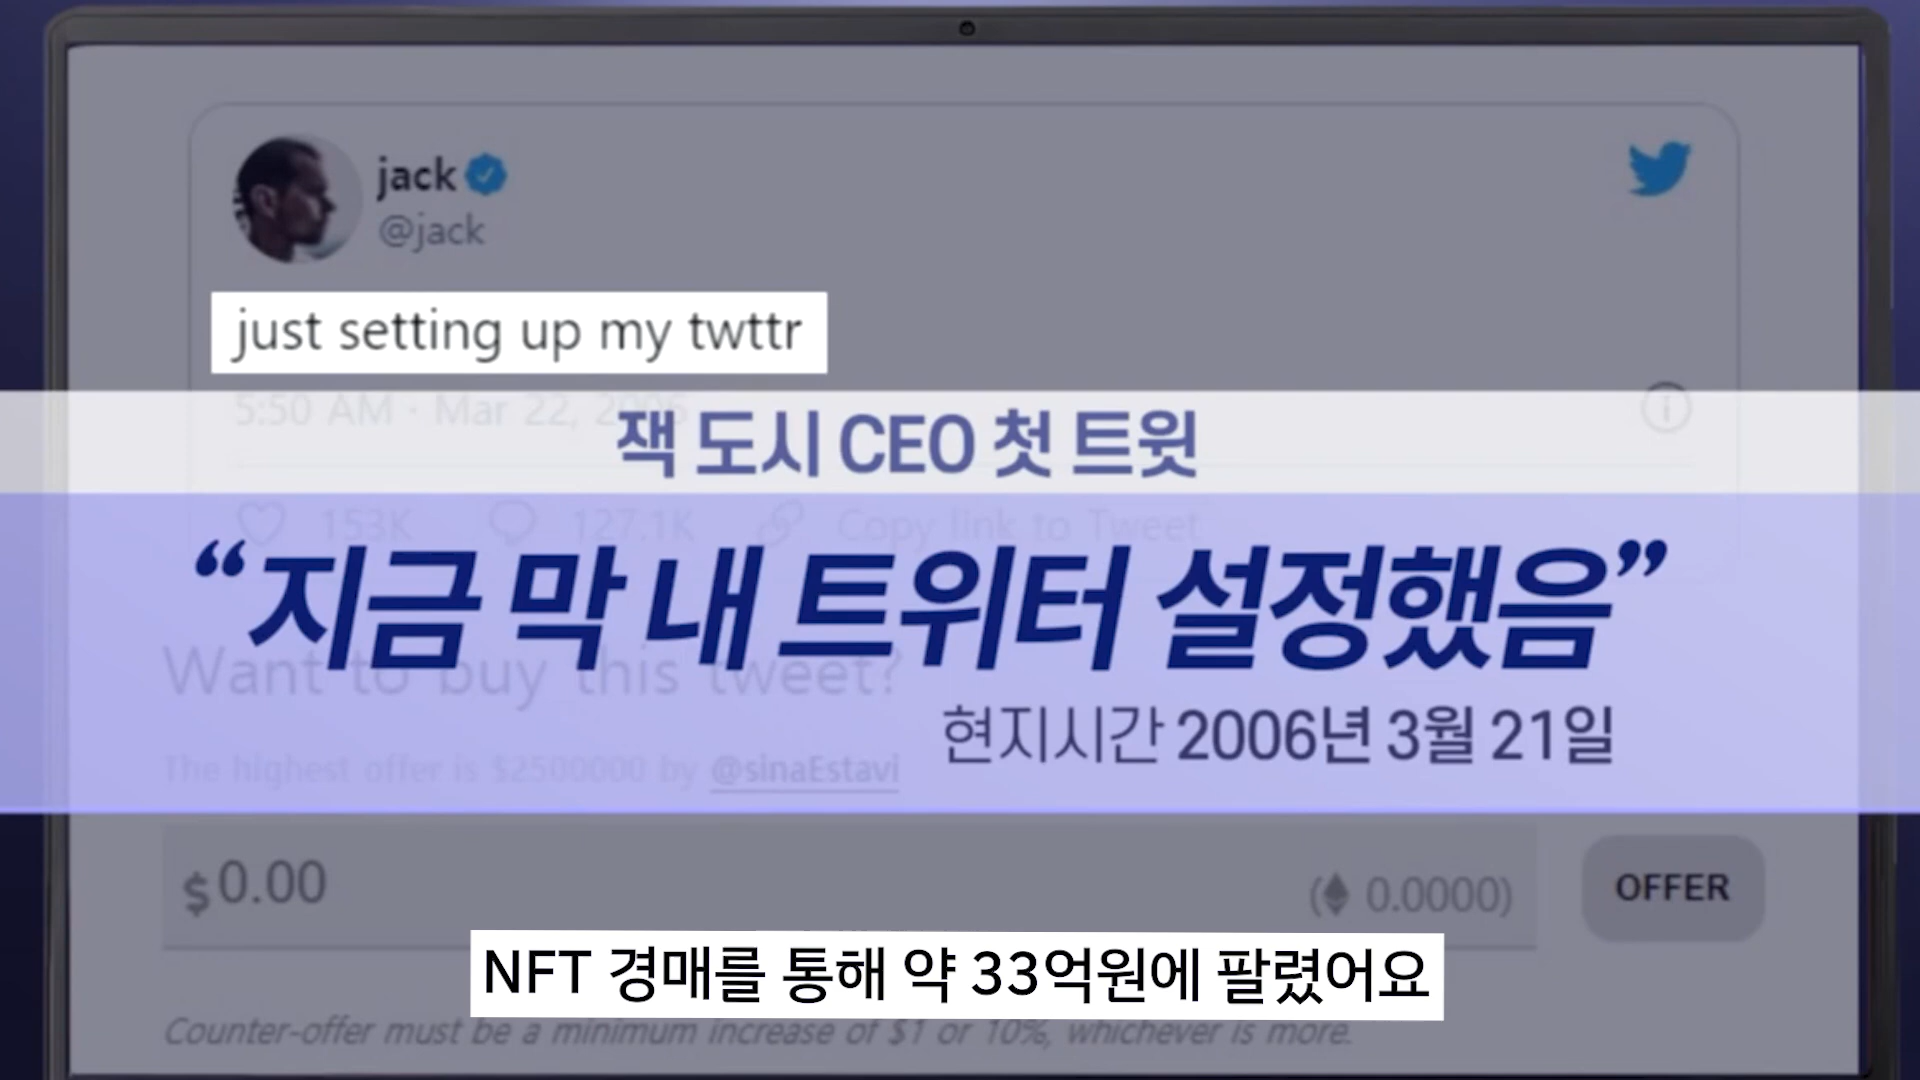 jack
@jack
just setting up my twttr
5:50 AM · Mar 22, 2006
잭 도시 CEO 첫 트윗
153K 127.1K Copy link to Tweet
“지금 막 내 트위터 설정했음”
Want to buy this tweet?
현지시간 2006년 3월 21일
The highest offer is $2500000 by @sinaEstavi
$0.00 (0.0000) OFFER
NFT 경매를 통해 약 33억원에 팔렸어요
Counter-offer must be a minimum increase of $1 or 10%, whichever is more.